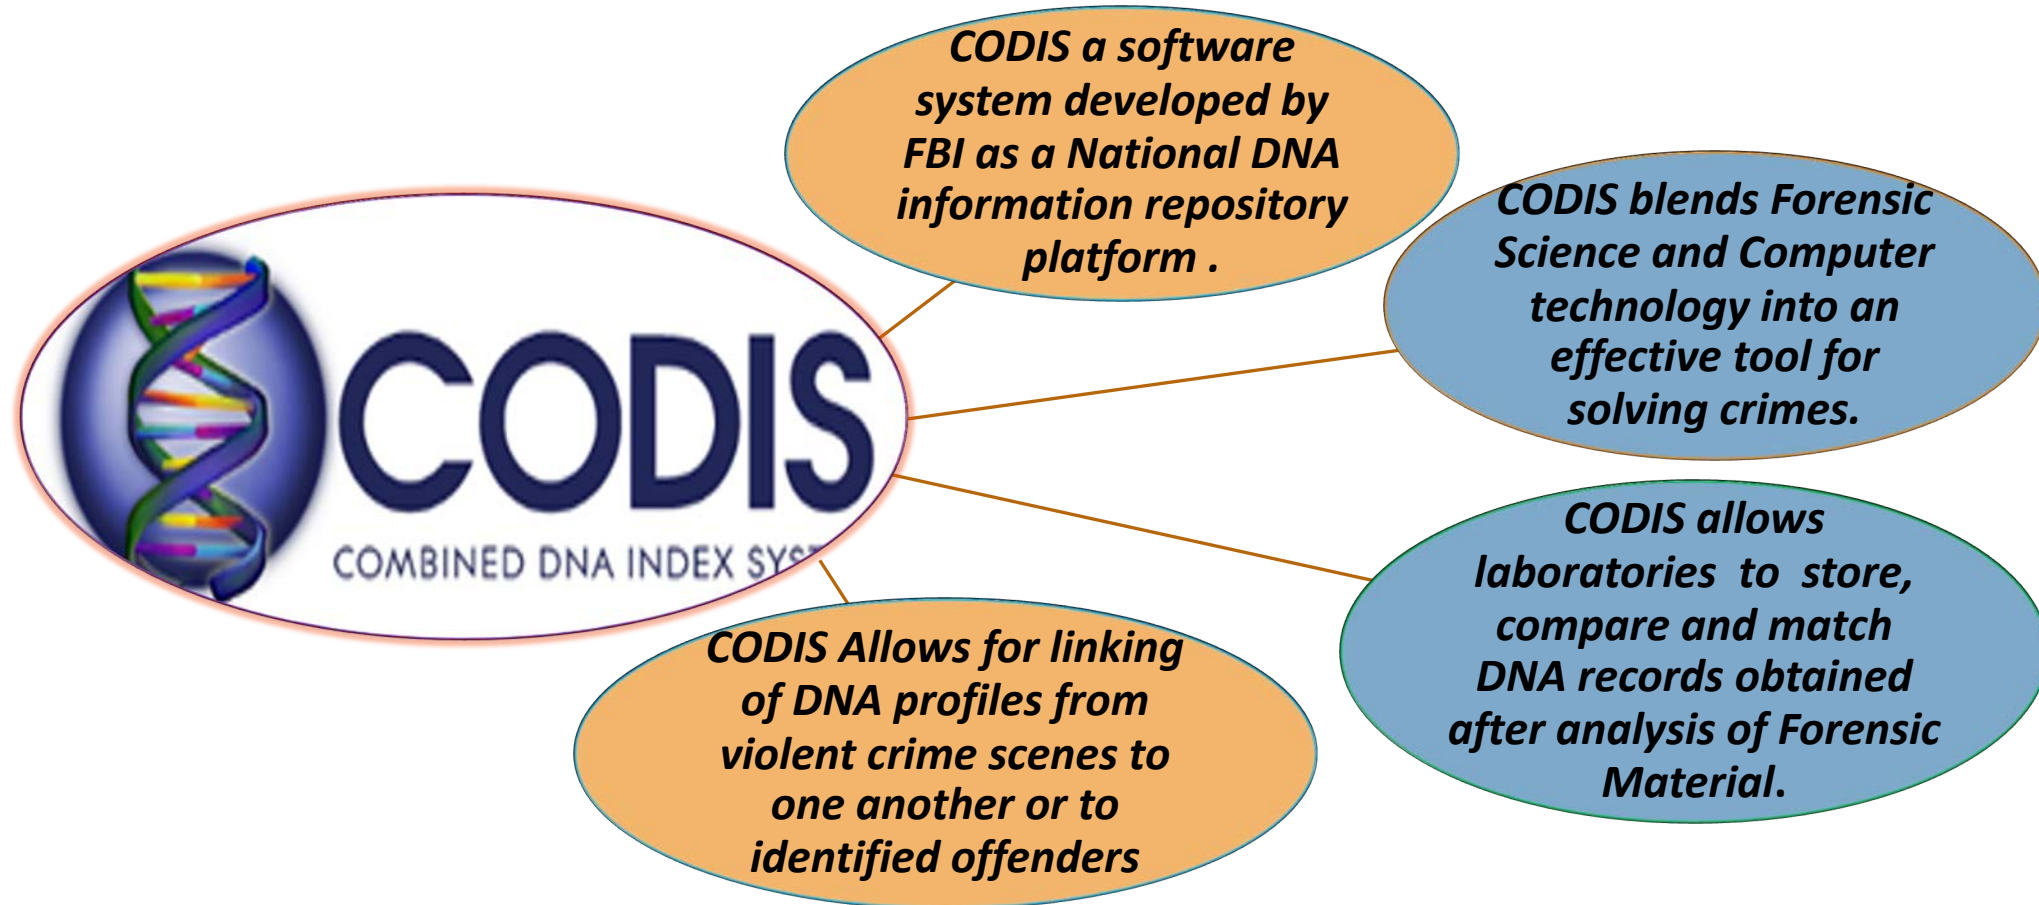 CODIS a software
system developed by
FBI as a National DNA
information repository
platform .
CODIS blends Forensic
Science and Computer
technology into an
effective tool for
solving crimes.
CODIS
COMBINED DNA INDEX
CODIS allows
laboratories to store,
compare and match
DNA records obtained
after analysis of Forensic
Material.
CODIS Allows for linking
of DNA profiles from
violent crime scenes to
one another or to
identified offenders